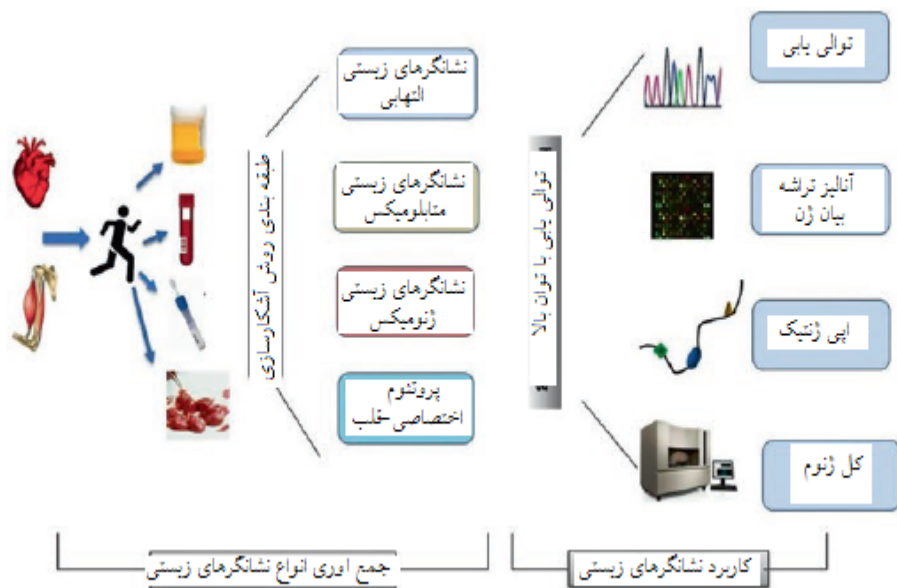 توالی یابی
نشانگرهای زیستی
التهابی
آنالیز تراشه
بیان ژن
نشانگرهای زیستی
متابلومیکس
طبقه بندی روش آشکارسازی
توالی یابی با توان بالا
نشانگرهای زیستی
ژنومیکس
اپی ژنتیک
پروتئوم
اختصاصی-قلب
کل ژنوم
جمع اوری انواع نشانگرهای زیستی
کاربرد نشانگرهای زیستی